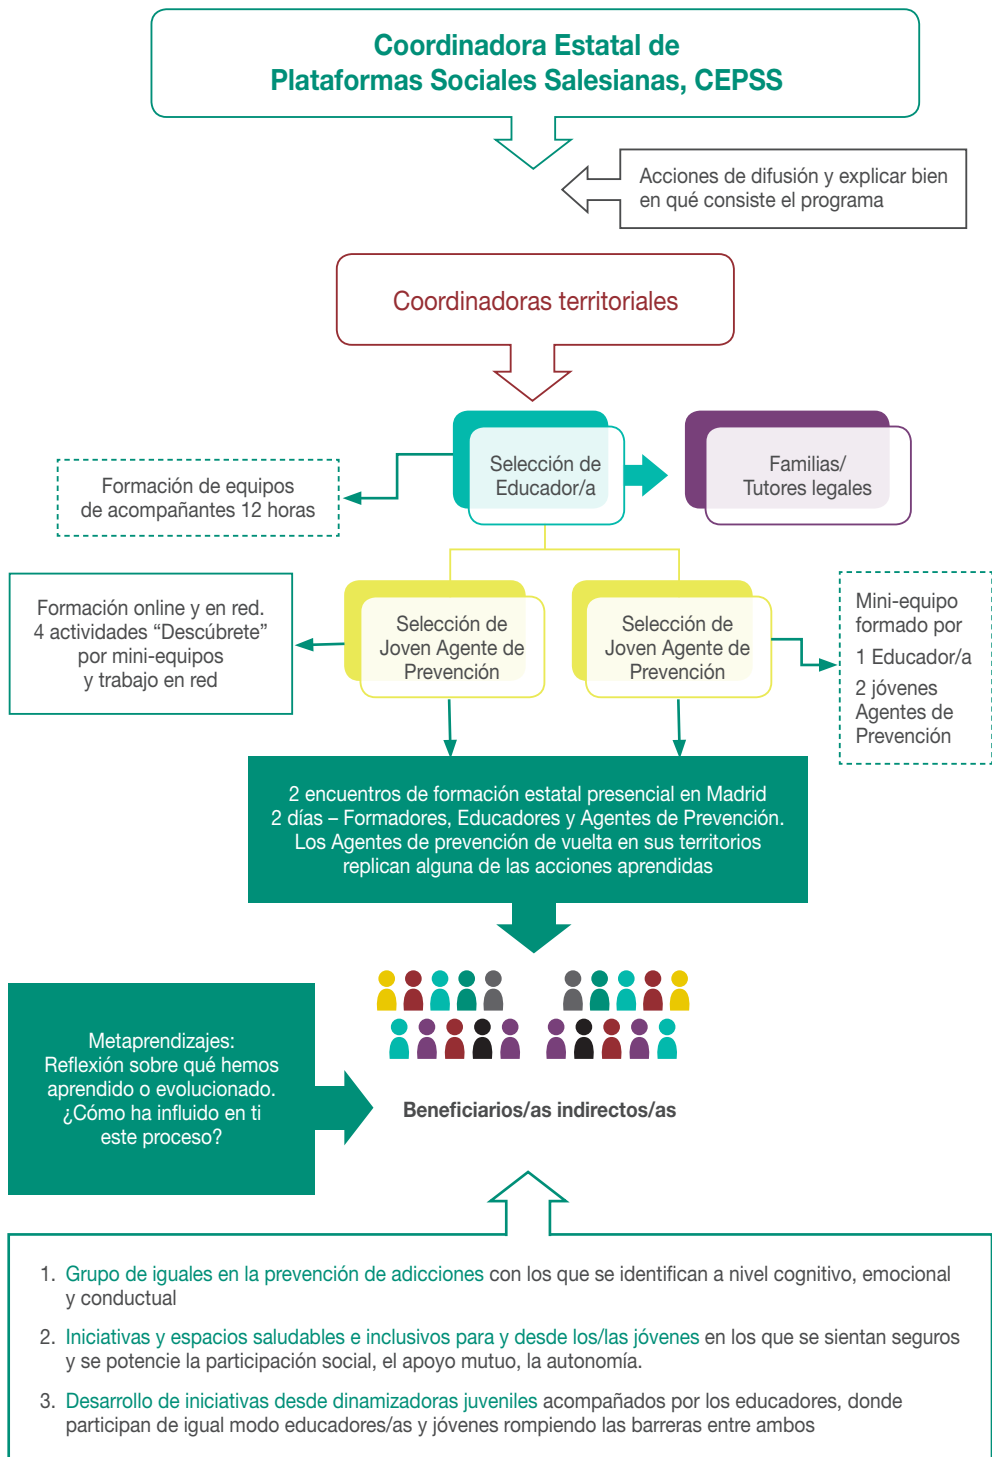 Coordinadora Estatal de
Plataformas Sociales Salesianas, CEPSS
Acciones de difusión y explicar bien
en qué consiste el programa
Coordinadoras territoriales
Selección de
Educador/a
Familias/
Tutores legales
Formación de equipos
de acompañantes 12 horas
Formación online y en red.
4 actividades “Descúbrete”
por mini-equipos
y trabajo en red
Selección de
Joven Agente de
Prevención
Selección de
Joven Agente de
Prevención
Mini-equipo
formado por
1 Educador/a
2 jóvenes
Agentes de
Prevención
2 encuentros de formación estatal presencial en Madrid
2 días – Formadores, Educadores y Agentes de Prevención.
Los Agentes de prevención de vuelta en sus territorios
replican alguna de las acciones aprendidas
Metaprendizajes:
Reflexión sobre qué hemos
aprendido o evolucionado.
¿Cómo ha influido en ti
este proceso?
Beneficiarios/as indirectos/as
1. Grupo de iguales en la prevención de adicciones con los que se identifican a nivel cognitivo, emocional
y conductual
2. Iniciativas y espacios saludables e inclusivos para y desde los/las jóvenes en los que se sientan seguros
y se potencie la participación social, el apoyo mutuo, la autonomía.
3. Desarrollo de iniciativas desde dinamizadoras juveniles acompañados por los educadores, donde
participan de igual modo educadores/as y jóvenes rompiendo las barreras entre ambos